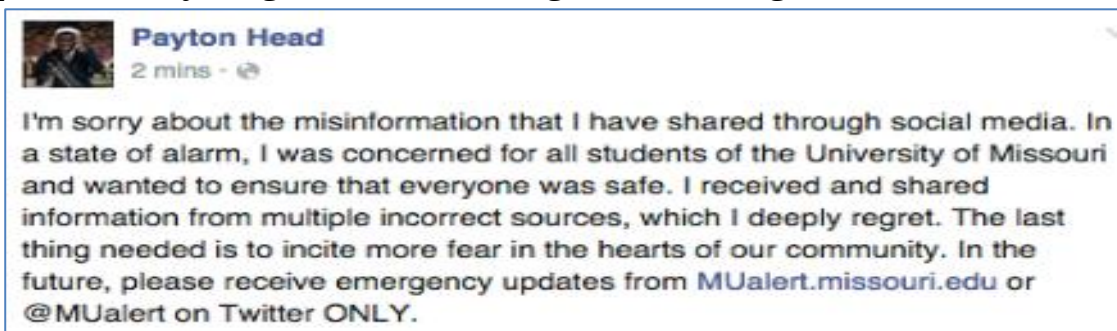 Payton Head
2 mins -
I'm sorry about the misinformation that I have shared through social media. In
a state of alarm, I was concerned for all students of the University of Missouri
and wanted to ensure that everyone was safe. I received and shared
information from multiple incorrect sources, which I deeply regret. The last
thing needed is to incite more fear in the hearts of our community. In the
future, please receive emergency updates from MUalert.missouri.edu or
@MUalert on Twitter ONLY.